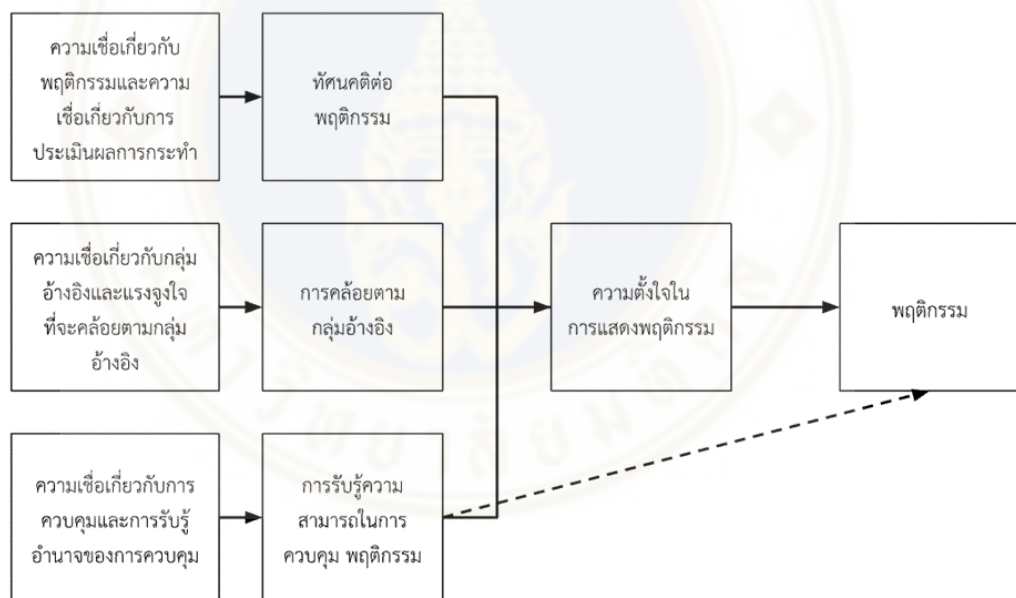 ความเชื่อเกี่ยวกับ
พฤติกรรมและความ
เชื่อเกี่ยวกับการ
ประเมินผลการกระทำ
ทัศนคติต่อ
พฤติกรรม
ความเชื่อเกี่ยวกับกลุ่ม
อ้างอิงและแรงจูงใจ
ที่จะคล้อยตามกลุ่ม
อ้างอิง
การคล้อยตาม
กลุ่มอ้างอิง
ความตั้งใจใน
การแสดงพฤติกรรม
พฤติกรรม
ความเชื่อเกี่ยวกับการ
ควบคุมและการรับรู้
อำนาจของการควบคุม
การรับรู้ความ
สามารถในการ
ควบคุม พฤติกรรม